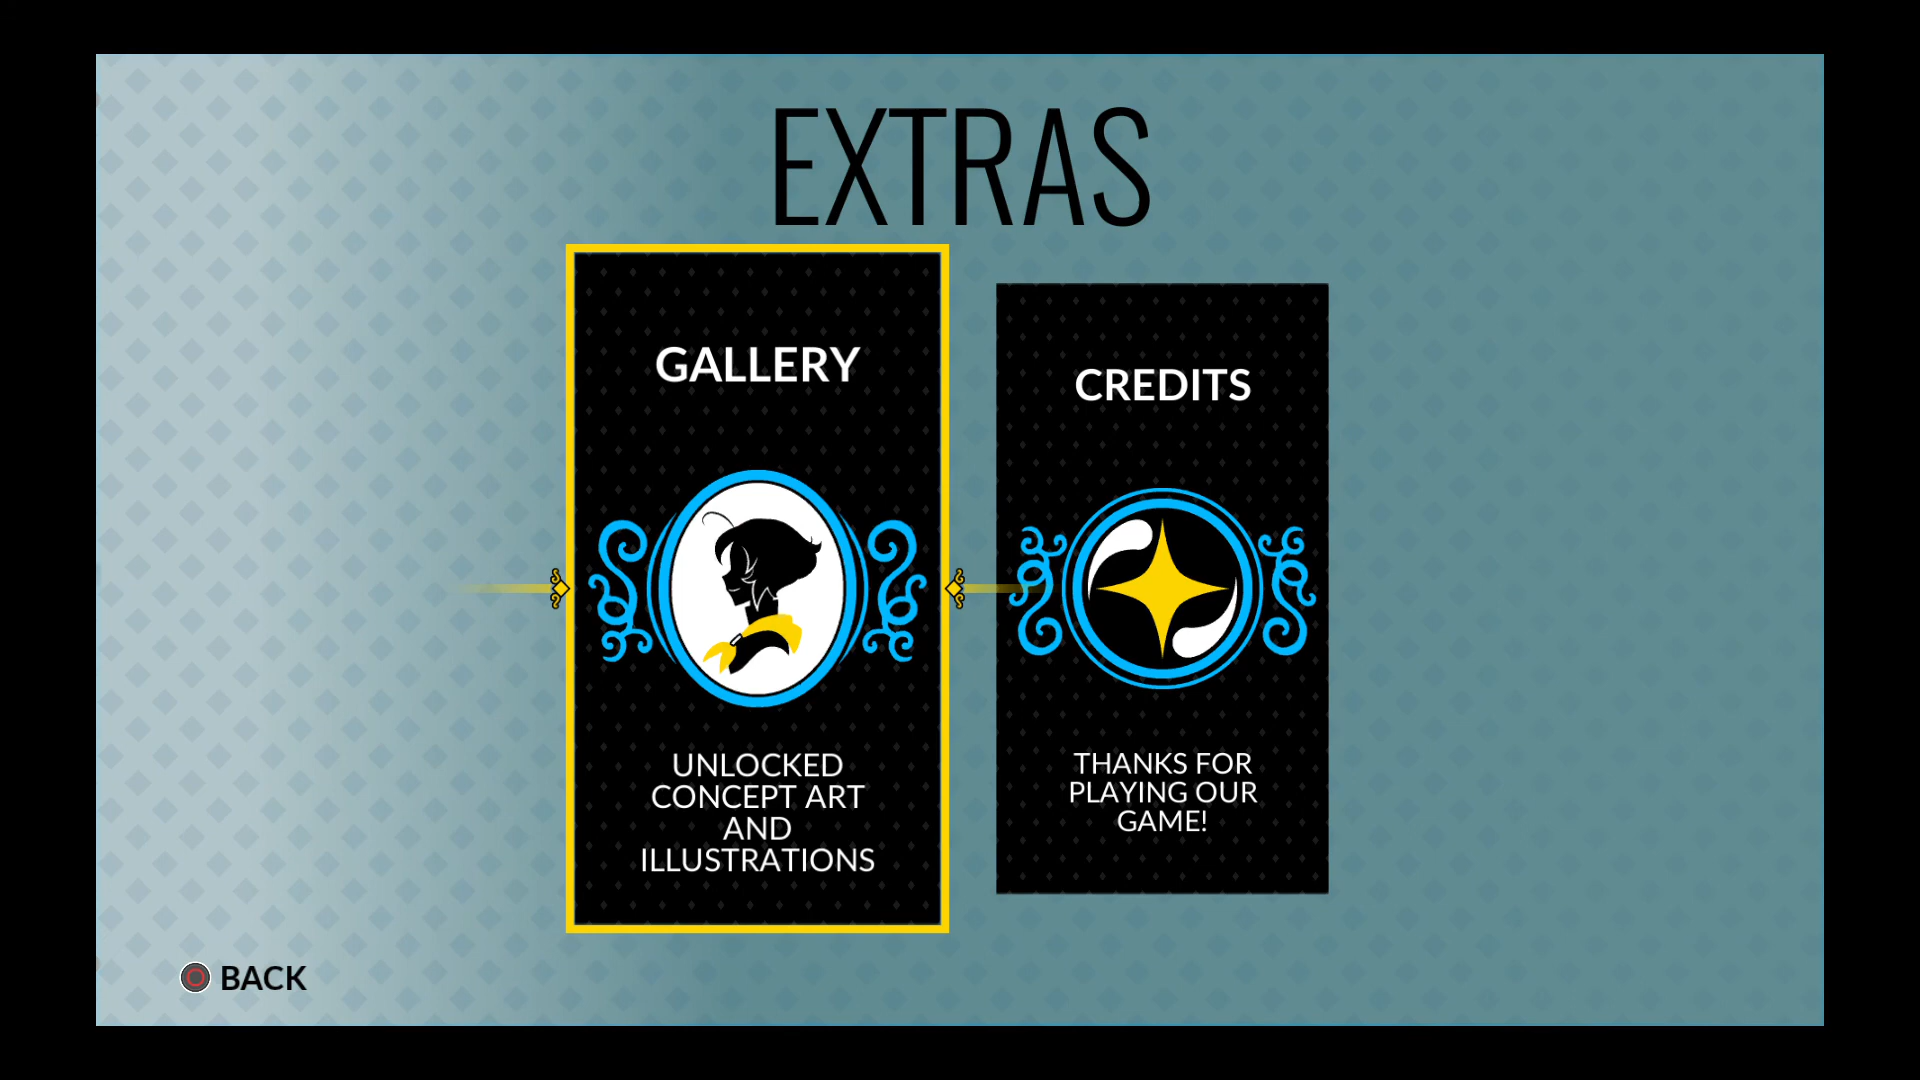 EXTRAS
GALLERY
UNLOCKED
CONCEPT ART
AND
ILLUSTRATIONS
CREDITS
THANKS FOR
PLAYING OUR
GAME!
BACK